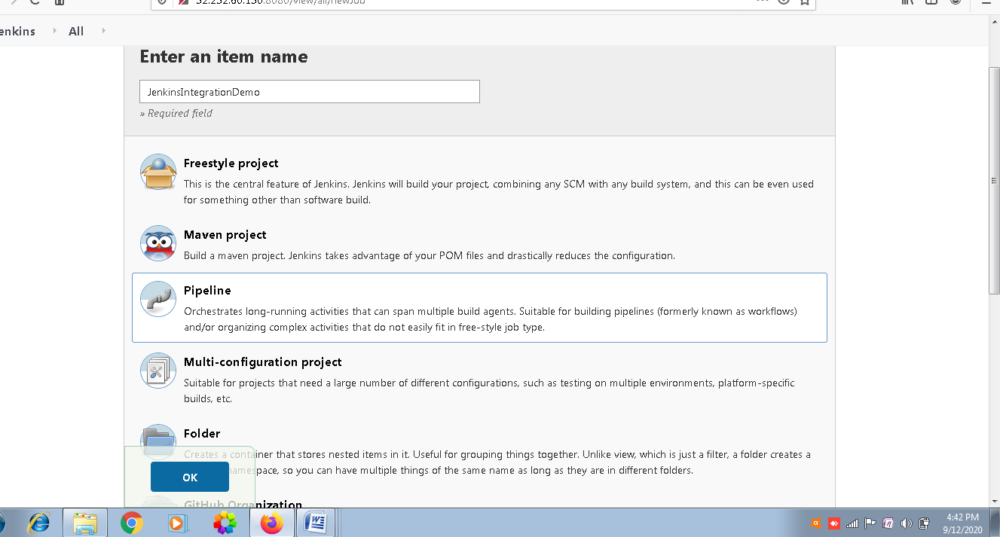 52.252.60.150:8080/view/all/newJob
enkins All
Enter an item name
JenkinsIntegrationDemo
» Required field
Freestyle project
This is the central feature of Jenkins. Jenkins will build your project, combining any SCM with any build system, and this can be even used
for something other than software build.
Maven project
Build a maven project. Jenkins takes advantage of your POM files and drastically reduces the configuration.
Pipeline
Orchestrates long-running activities that can span multiple build agents. Suitable for building pipelines (formerly known as workflows)
and/or organizing complex activities that do not easily fit in free-style job type.
Multi-configuration project
Suitable for projects that need a large number of different configurations, such as testing on multiple environments, platform-specific
builds, etc.
Folder
Creates a container that stores nested items in it. Useful for grouping things together. Unlike view, which is just a filter, a folder creates a
namespace, so you can have multiple things of the same name as long as they are in different folders.
OK
GitHub Organization
4:42 PM
9/12/2020